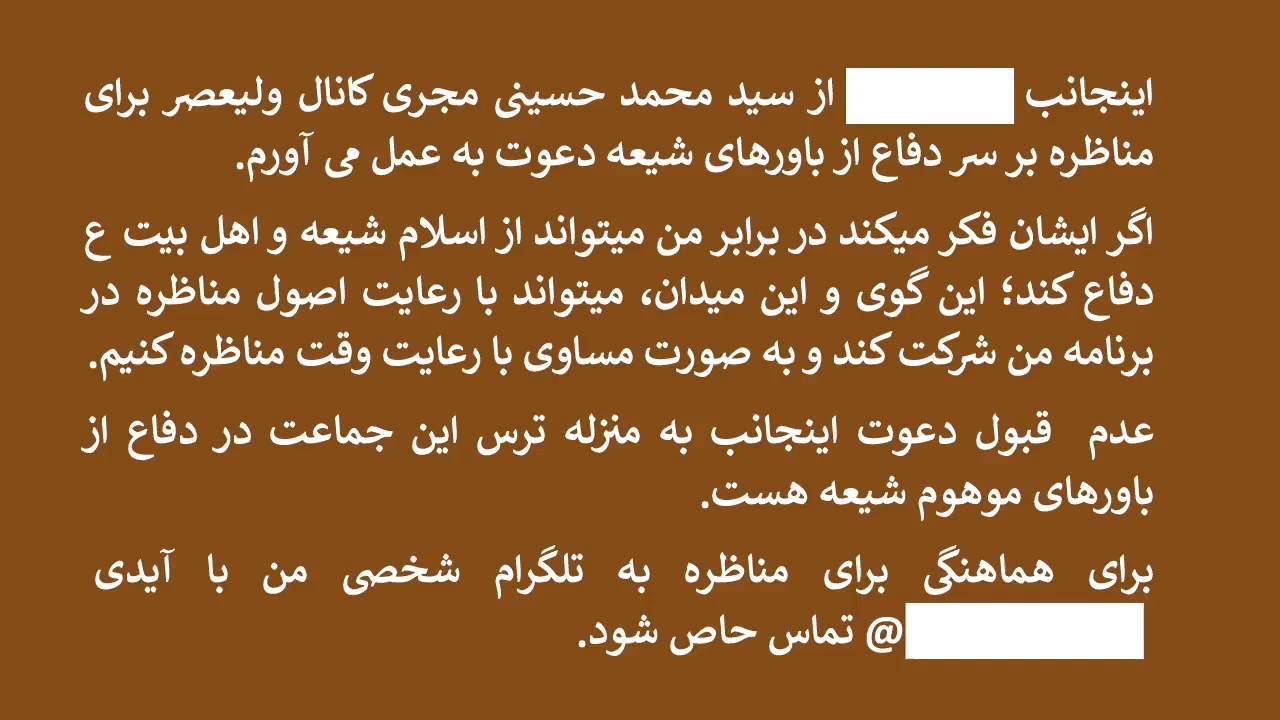 اینجانب از سید محمد حسینی مجری کانال ولیعصر برای
مناظره بر سر دفاع از باورهای شیعه دعوت به عمل می آورم.
اگر ایشان فکر میکند در برابر من میتواند از اسلام شیعه و اهل بیت ع
دفاع کند؛ این گوی و این میدان، میتواند با رعایت اصول مناظره در
برنامه من شرکت کند و به صورت مساوی با رعایت وقت مناظره کنیم.
عدم قبول دعوت اینجانب به منزله ترس این جماعت در دفاع از
باورهای موهوم شیعه هست.
برای هماهنگی برای مناظره به تلگرام شخصی من با آیدی
@ تماس حاص شود.